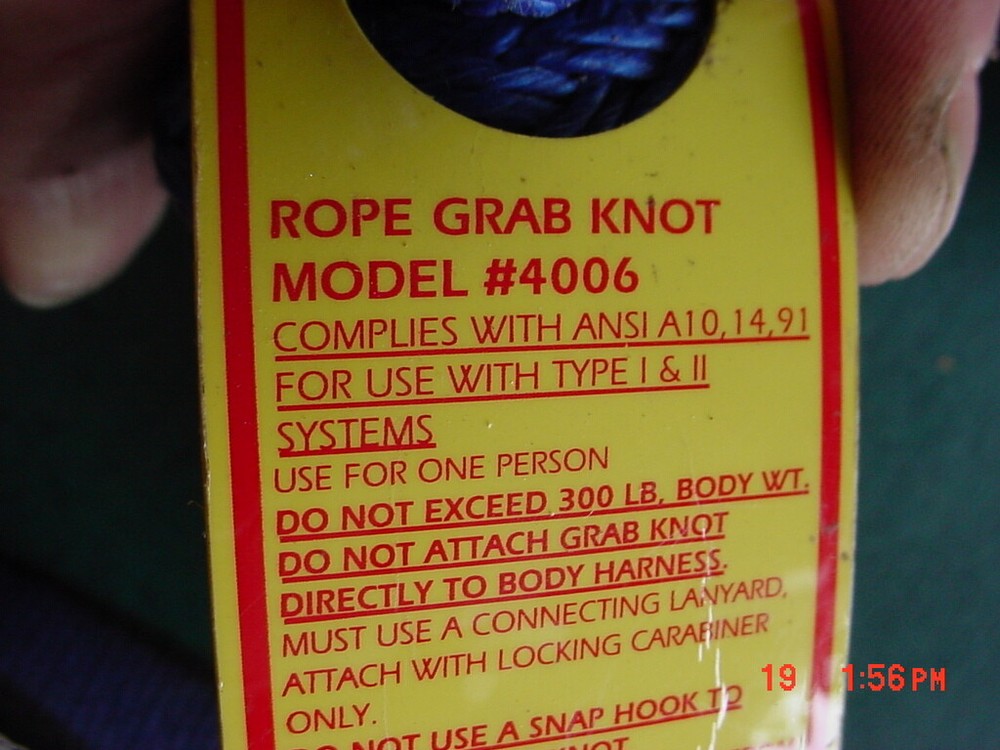 ROPE GRAB KNOT
MODEL #4006
COMPLIES WITH ANSI A10,14,91
FOR USE WITH TYPE I & II
SYSTEMS
USE FOR ONE PERSON
DO NOT EXCEED 300 LB, BODY WT.
DO NOT ATTACH GRAB KNOT
DIRECTLY TO BODY HARNESS.
MUST USE A CONNECTING LANYARD,
ATTACH WITH LOCKING CARABINER
ONLY.
DO NOT USE A SNAP HOOK TO
KNOT
19 1:56PM